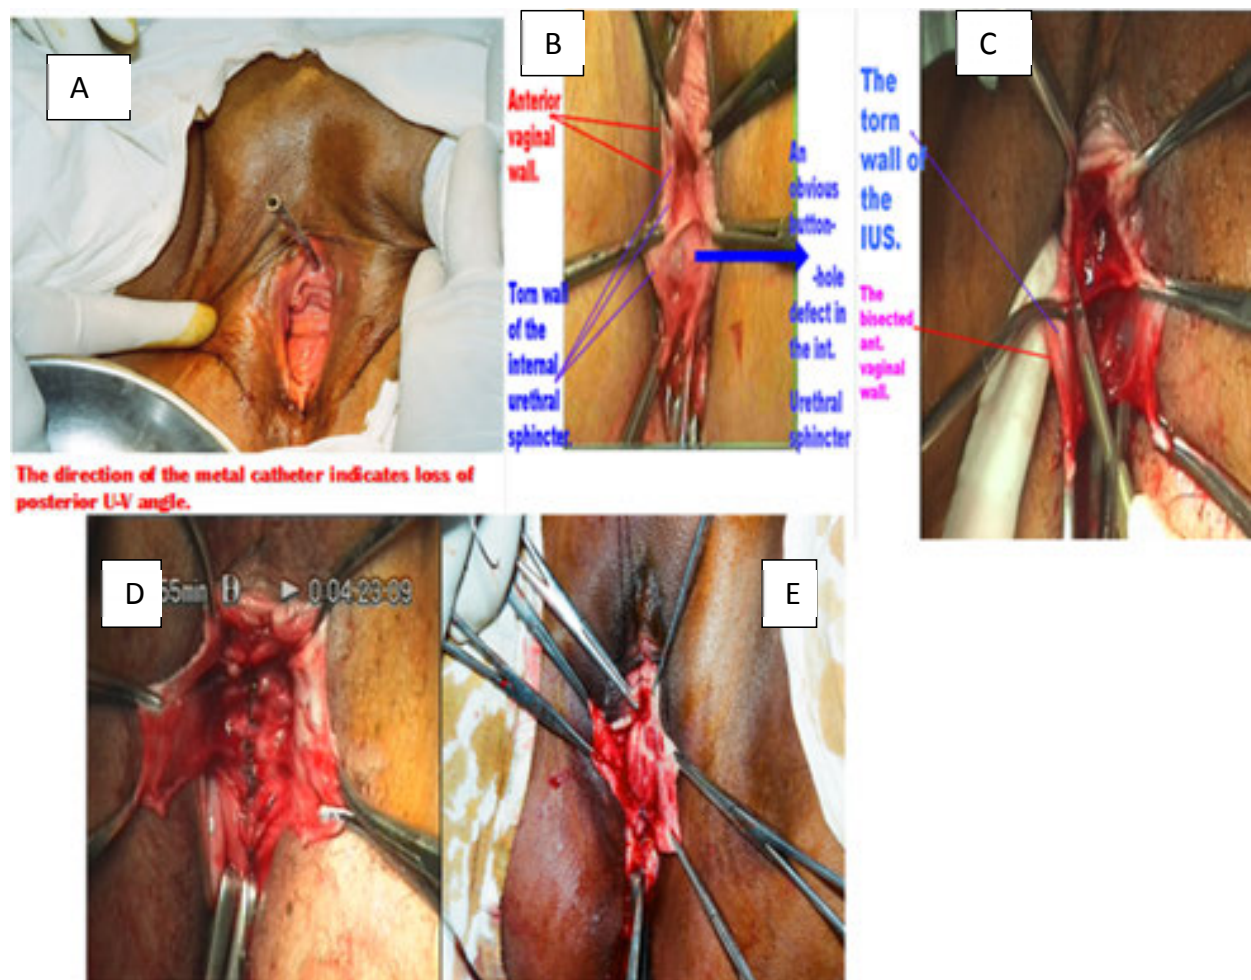 A
B
C
D
E
Anterior
vaginal
wall.
Torn wall
of the
internal
urethral
sphincter.
An
obvious
button-
-hole
defect in
the int.
Urethral
sphincter
The
torn
wall of
the
IUS.
The
bisected
ant.
vaginal
wall.
The direction of the metal catheter indicates loss of
posterior U-V angle.
55min
0:04:23:09